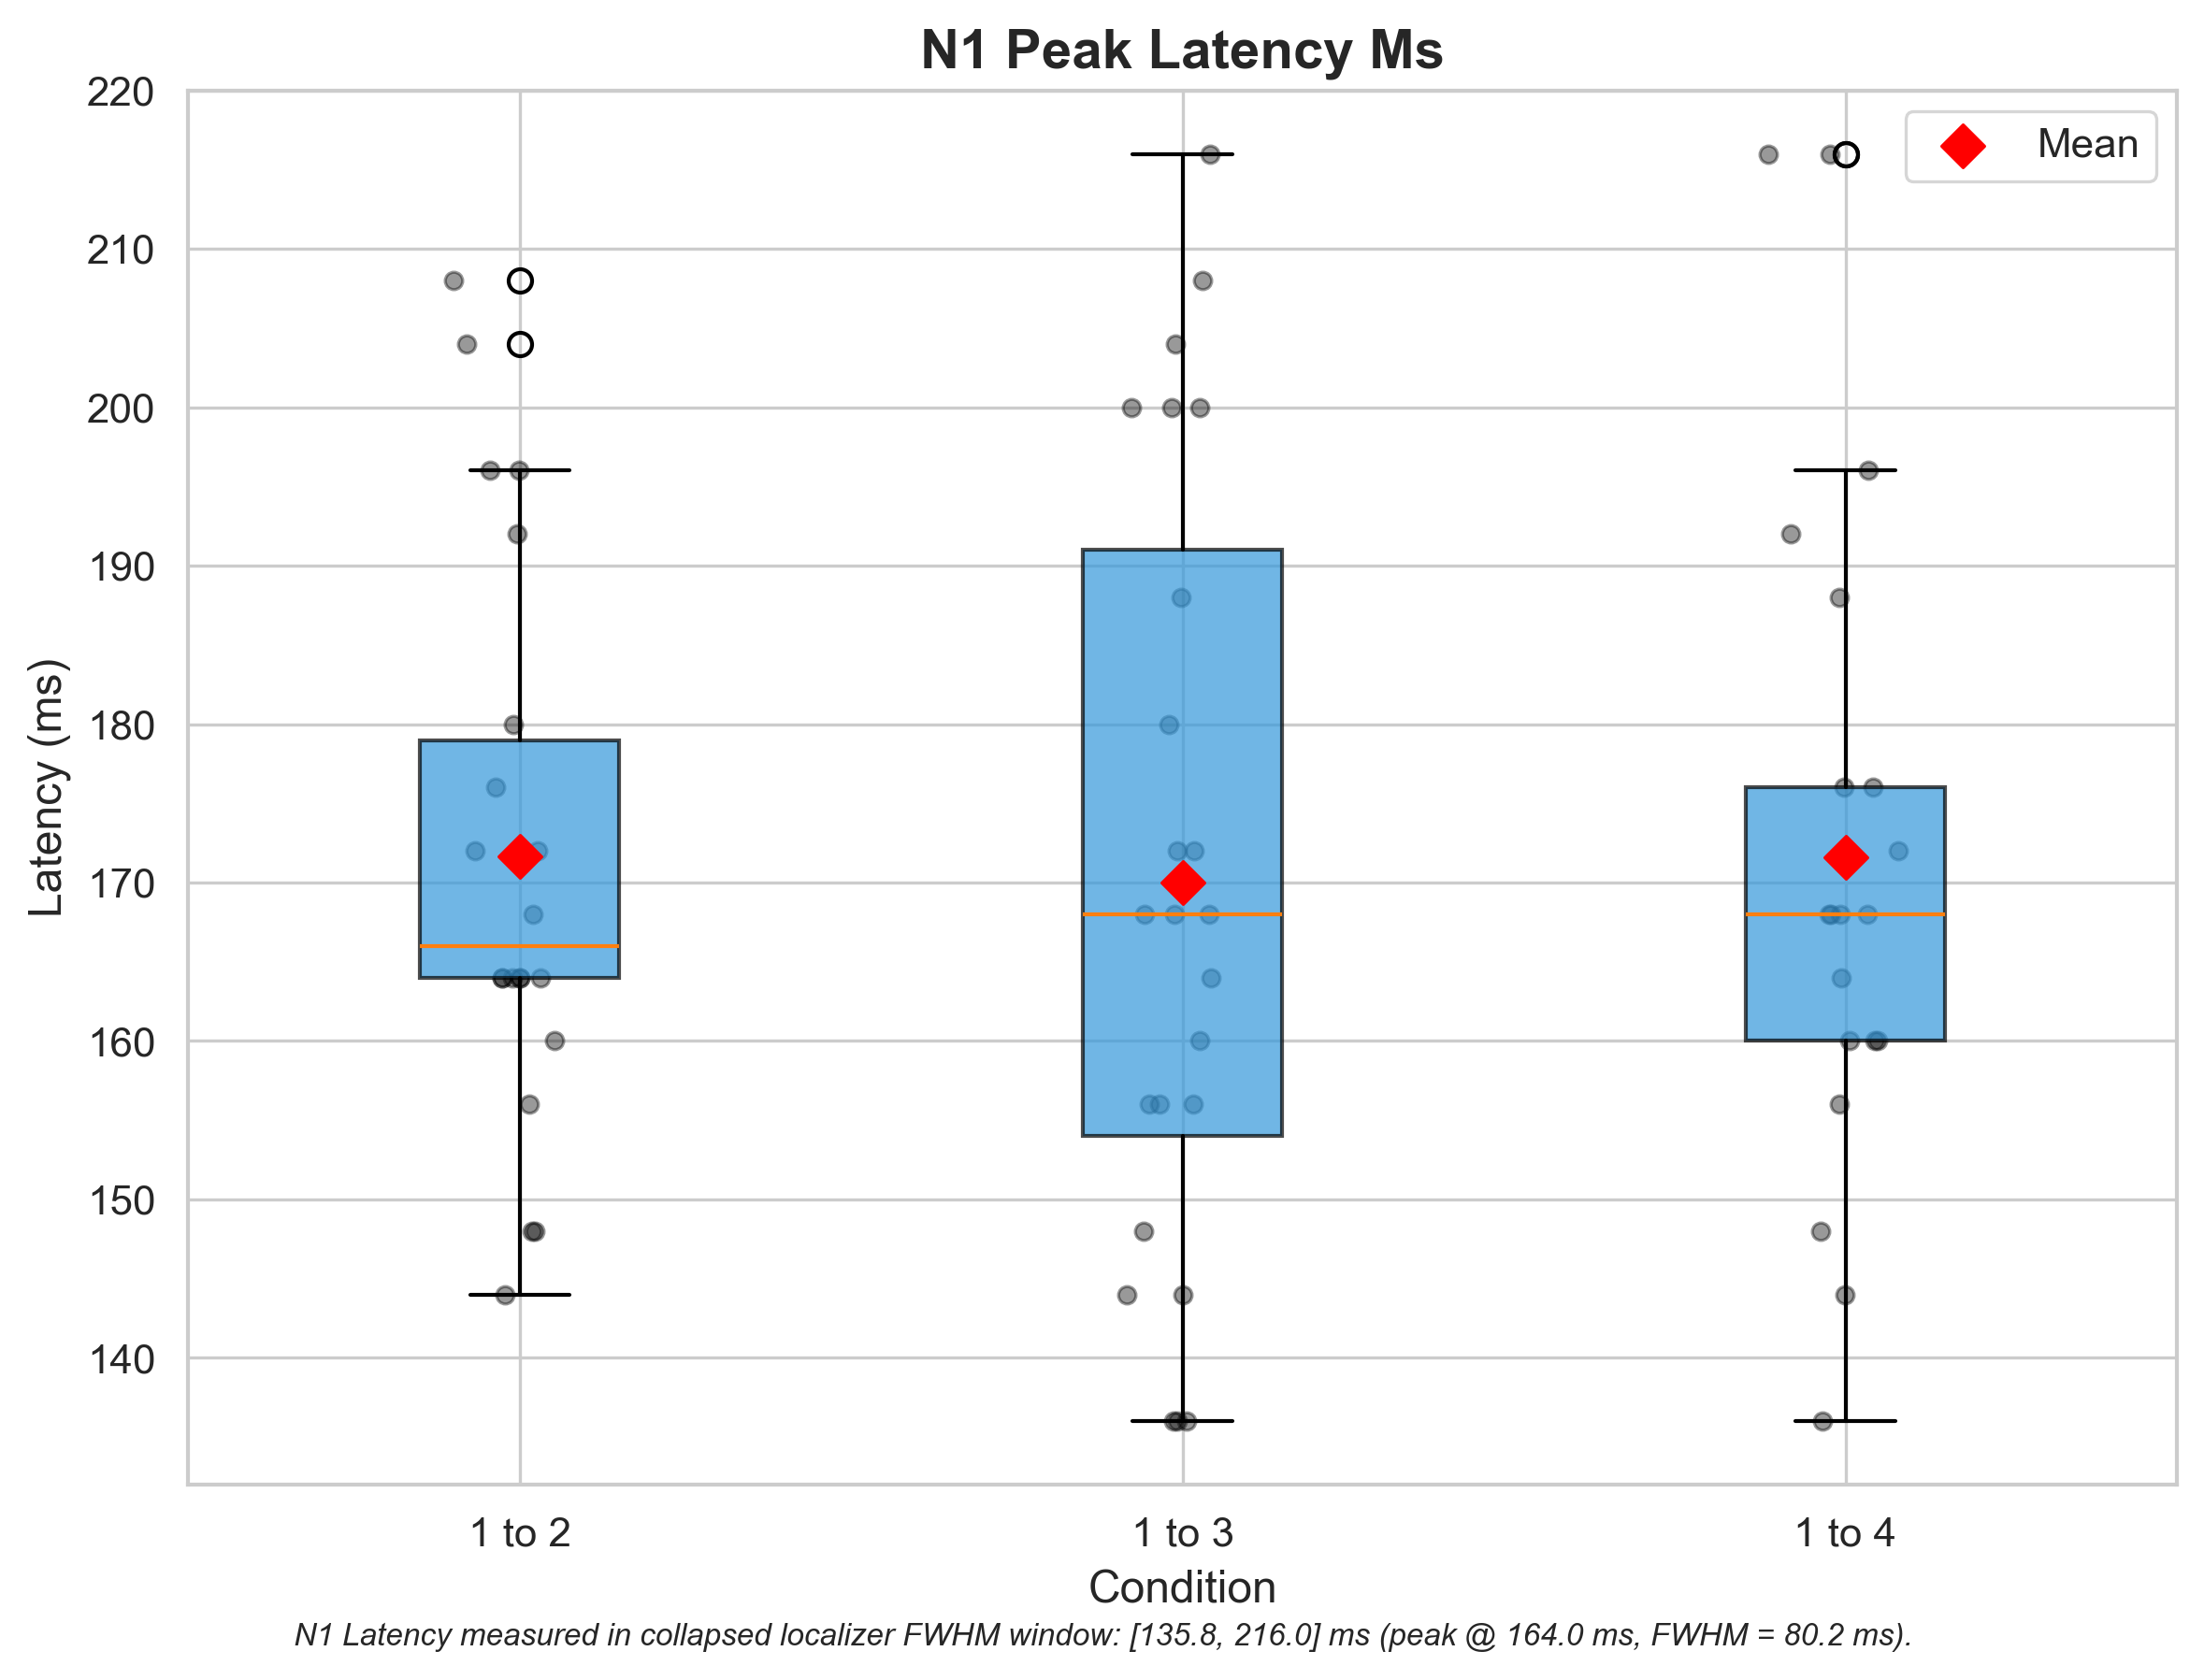 N1 Peak Latency Ms
220
210
200
190
180
170
160
150
140
Latency (ms)
Mean
1 to 2
1 to 3
1 to 4
Condition
N1 Latency measured in collapsed localizer FWHM window: [135.8, 216.0] ms (peak @ 164.0 ms, FWHM = 80.2 ms).